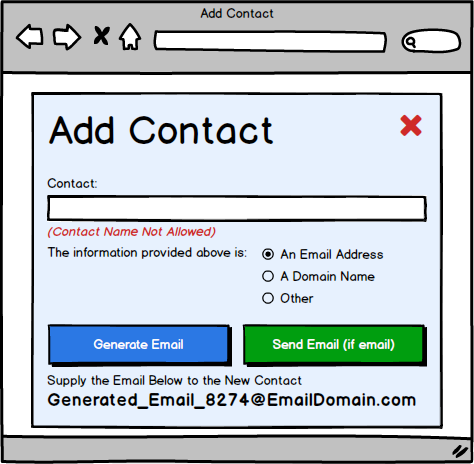 Add Contact
Add Contact
Contact:
(Contact Name Not Allowed)
The information provided above is:
An Email Address
A Domain Name
Other
Generate Email
Send Email (if email)
Supply the Email Below to the New Contact
Generated_Email_8274@EmailDomain.com